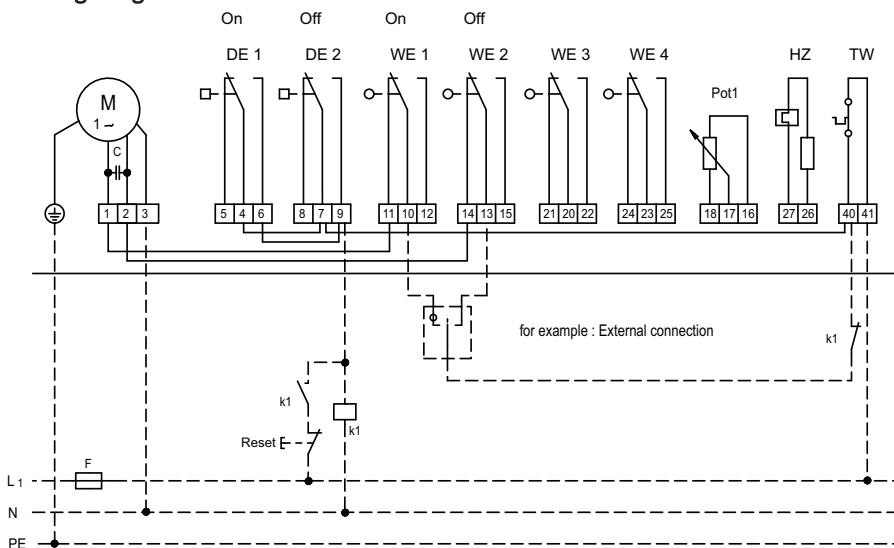 On Off On Off
DE 1 DE 2 WE 1 WE 2 WE 3 WE 4 HZ TW
M
1 ~
Pot1
C
1 2 3 5 4 6 8 7 9 11 10 12 14 13 15 21 20 22 24 23 25 18 17 16 27 26 40 41
for example : External connection
k1
k1
k1
Reset
F
L1
N
PE